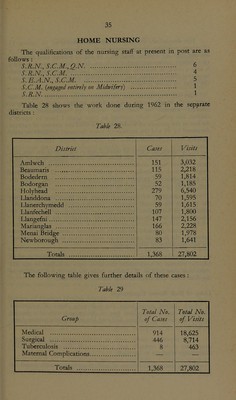 35
HOME NURSING
The qualifications of the nursing staff at present in post are as
follows :
S.R.N., S.C.M., Q.N. 6
S.R.N., S.C.M. 4
S.E.A.N., S.C.M. 5
S.C.M. (engaged entirely on Midwifery) 1
S.R.N. 1
Table 28 shows the work done during 1962 in the separate
districts :
Table 28
District Cases Visits
Amlwch 151 3,032
Beaumaris 115 2,218
Bodedern 59 1,814
Bodorgan 52 1,185
Holyhead 279 6,540
Llanddona 70 1,595
Llanerchymedd 59 1,615
Llanfechell 107 1,800
Llangefni 147 2,156
Marianglas 166 2,228
Menai Bridge 80 1,978
Newborough 83 1,641
Totals 1,368 27,802
The following table gives further details of these cases :
Table 29
Group Total No. of Cases Total No. of Visits
Medical 914 18,625
Surgical 446 8,714
Tuberculosis 8 463
Maternal Complications — —
Totals 1,368 27,802